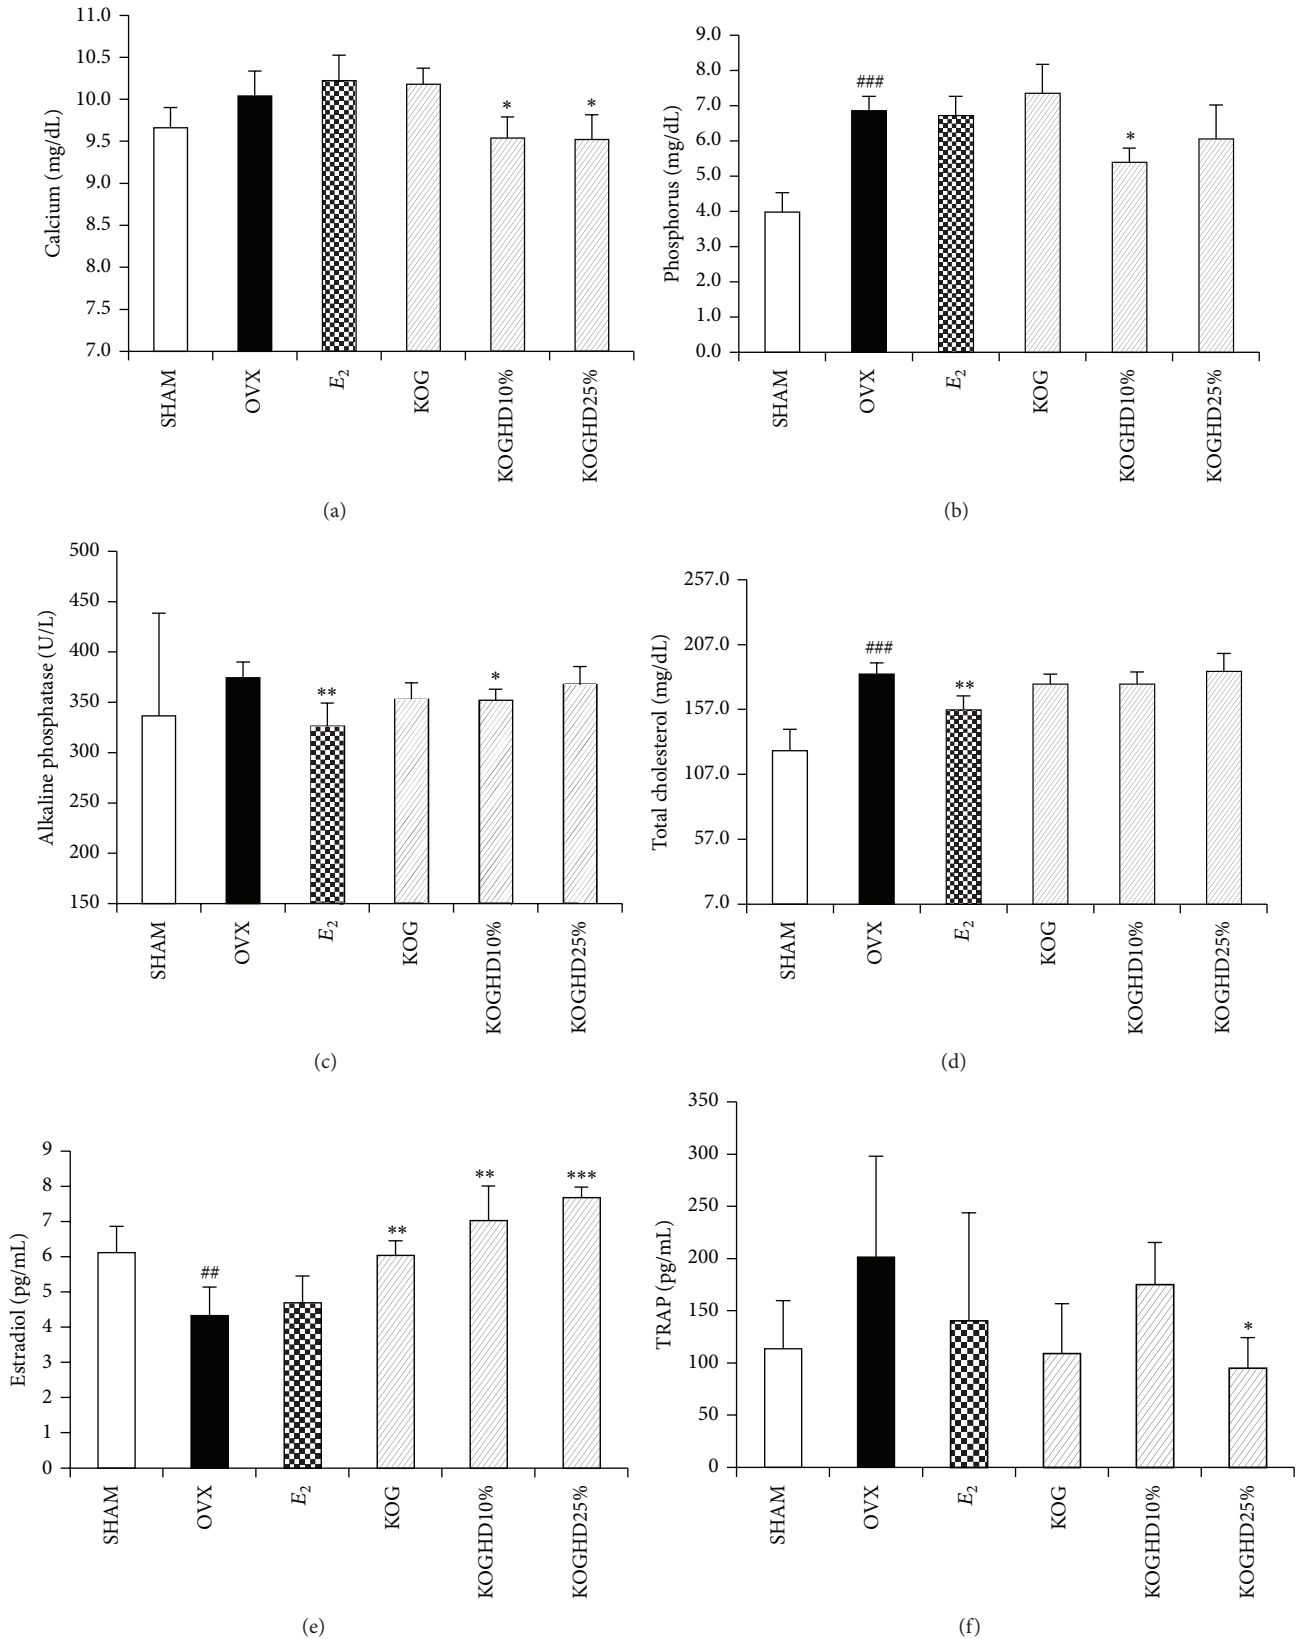 11.0
10.5
10.0
9.5
9.0
8.5
8.0
7.5
7.0
Calcium (mg/dL)
*
*
SHAM
OVX
E2
KOG
KOGHD10%
KOGHD25%
(a)
9.0
8.0
7.0
6.0
5.0
4.0
3.0
2.0
1.0
0.0
Phosphorus (mg/dL)
###
*
SHAM
OVX
E2
KOG
KOGHD10%
KOGHD25%
(b)
500
450
400
350
300
250
200
150
Alkaline phosphatase (U/L)
**
*
SHAM
OVX
E2
KOG
KOGHD10%
KOGHD25%
(c)
257.0
207.0
157.0
107.0
57.0
7.0
Total cholesterol (mg/dL)
###
**
SHAM
OVX
E2
KOG
KOGHD10%
KOGHD25%
(d)
9
8
7
6
5
4
3
2
1
0
Estradiol (pg/mL)
##
**
**
***
SHAM
OVX
E2
KOG
KOGHD10%
KOGHD25%
(e)
350
300
250
200
150
100
50
0
TRAP (pg/mL)
*
SHAM
OVX
E2
KOG
KOGHD10%
KOGHD25%
(f)